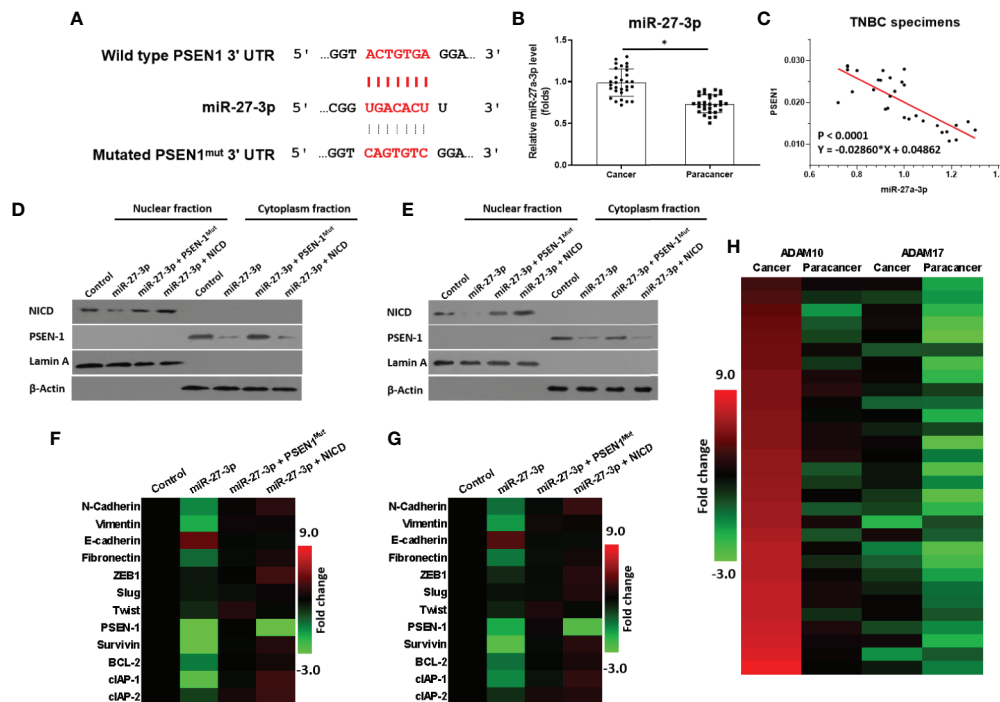 A
Wild type PSEN1 3' UTR 5' ...GGT ACTGTGA GGA... 3'
miR-27-3p 5' ...CGG UGACACU U 3'
Mutated PSEN1mut 3' UTR 5' ...GGT CAGTGTC GGA... 3'
B
miR-27-3p
*
Relative miR-27a-3p level
(folds)
1.5
1.0
0.5
0.0
Cancer Paracancer
C
TNBC specimens
PSEN1
0.030
0.020
0.010
P < 0.0001
Y = -0.02860*X + 0.04862
0.6 0.8 1.0 1.2 1.
miR-27a-3p
D
Nuclear fraction Cytoplasm fraction
Control miR-27-3p miR-27-3p + PSEN-1Mut miR-27-3p + NICD Control miR-27-3p miR-27-3p + PSEN-1Mut miR-27-3p + NICD
NICD
PSEN-1
Lamin A
β-Actin
E
Nuclear fraction Cytoplasm fraction
Control miR-27-3p miR-27-3p + PSEN-1Mut miR-27-3p + NICD Control miR-27-3p miR-27-3p + PSEN-1Mut miR-27-3p + NICD
NICD
PSEN-1
Lamin A
β-Actin
F
Control miR-27-3p miR-27-3p + PSEN1Mut miR-27-3p + NICD
N-Cadherin
Vimentin
E-cadherin
Fibronectin
ZEB1
Slug
Twist
PSEN-1
Survivin
BCL-2
cIAP-1
cIAP-2
9.0
Fold change
-3.0
G
Control miR-27-3p miR-27-3p + PSEN1Mut miR-27-3p + NICD
N-Cadherin
Vimentin
E-cadherin
Fibronectin
ZEB1
Slug
Twist
PSEN-1
Survivin
BCL-2
cIAP-1
cIAP-2
9.0
Fold change
-3.0
H
ADAM10 ADAM17
Cancer Paracancer Cancer Paracancer
9.0
Fold change
-3.0